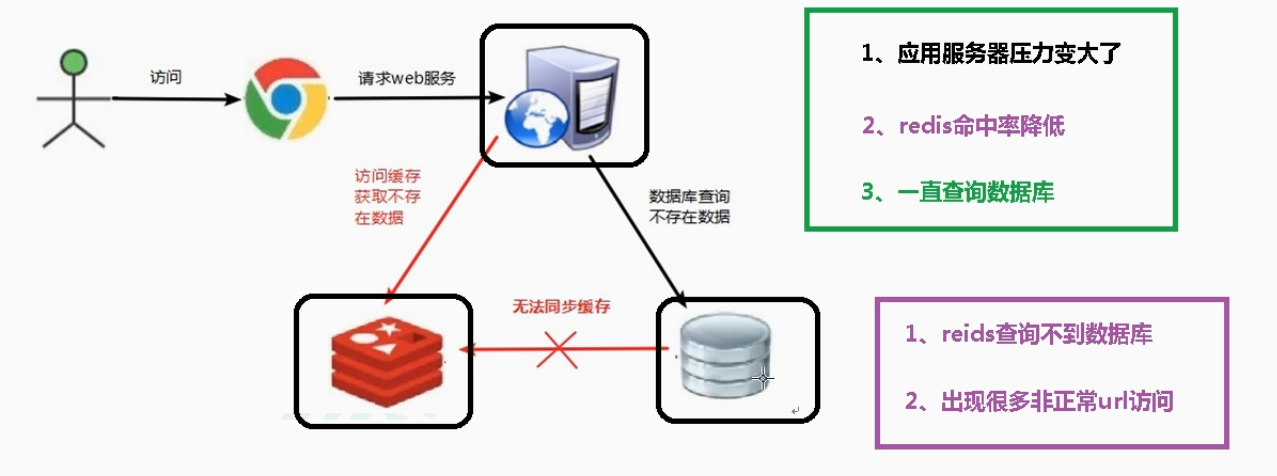 访问
请求web服务
访问缓存
获取不存
在数据
数据库查询
不存在数据
无法同步缓存
1、应用服务器压力变大了
2、redis命中率降低
3、一直查询数据库
1、reids查询不到数据库
2、出现很多非正常url访问